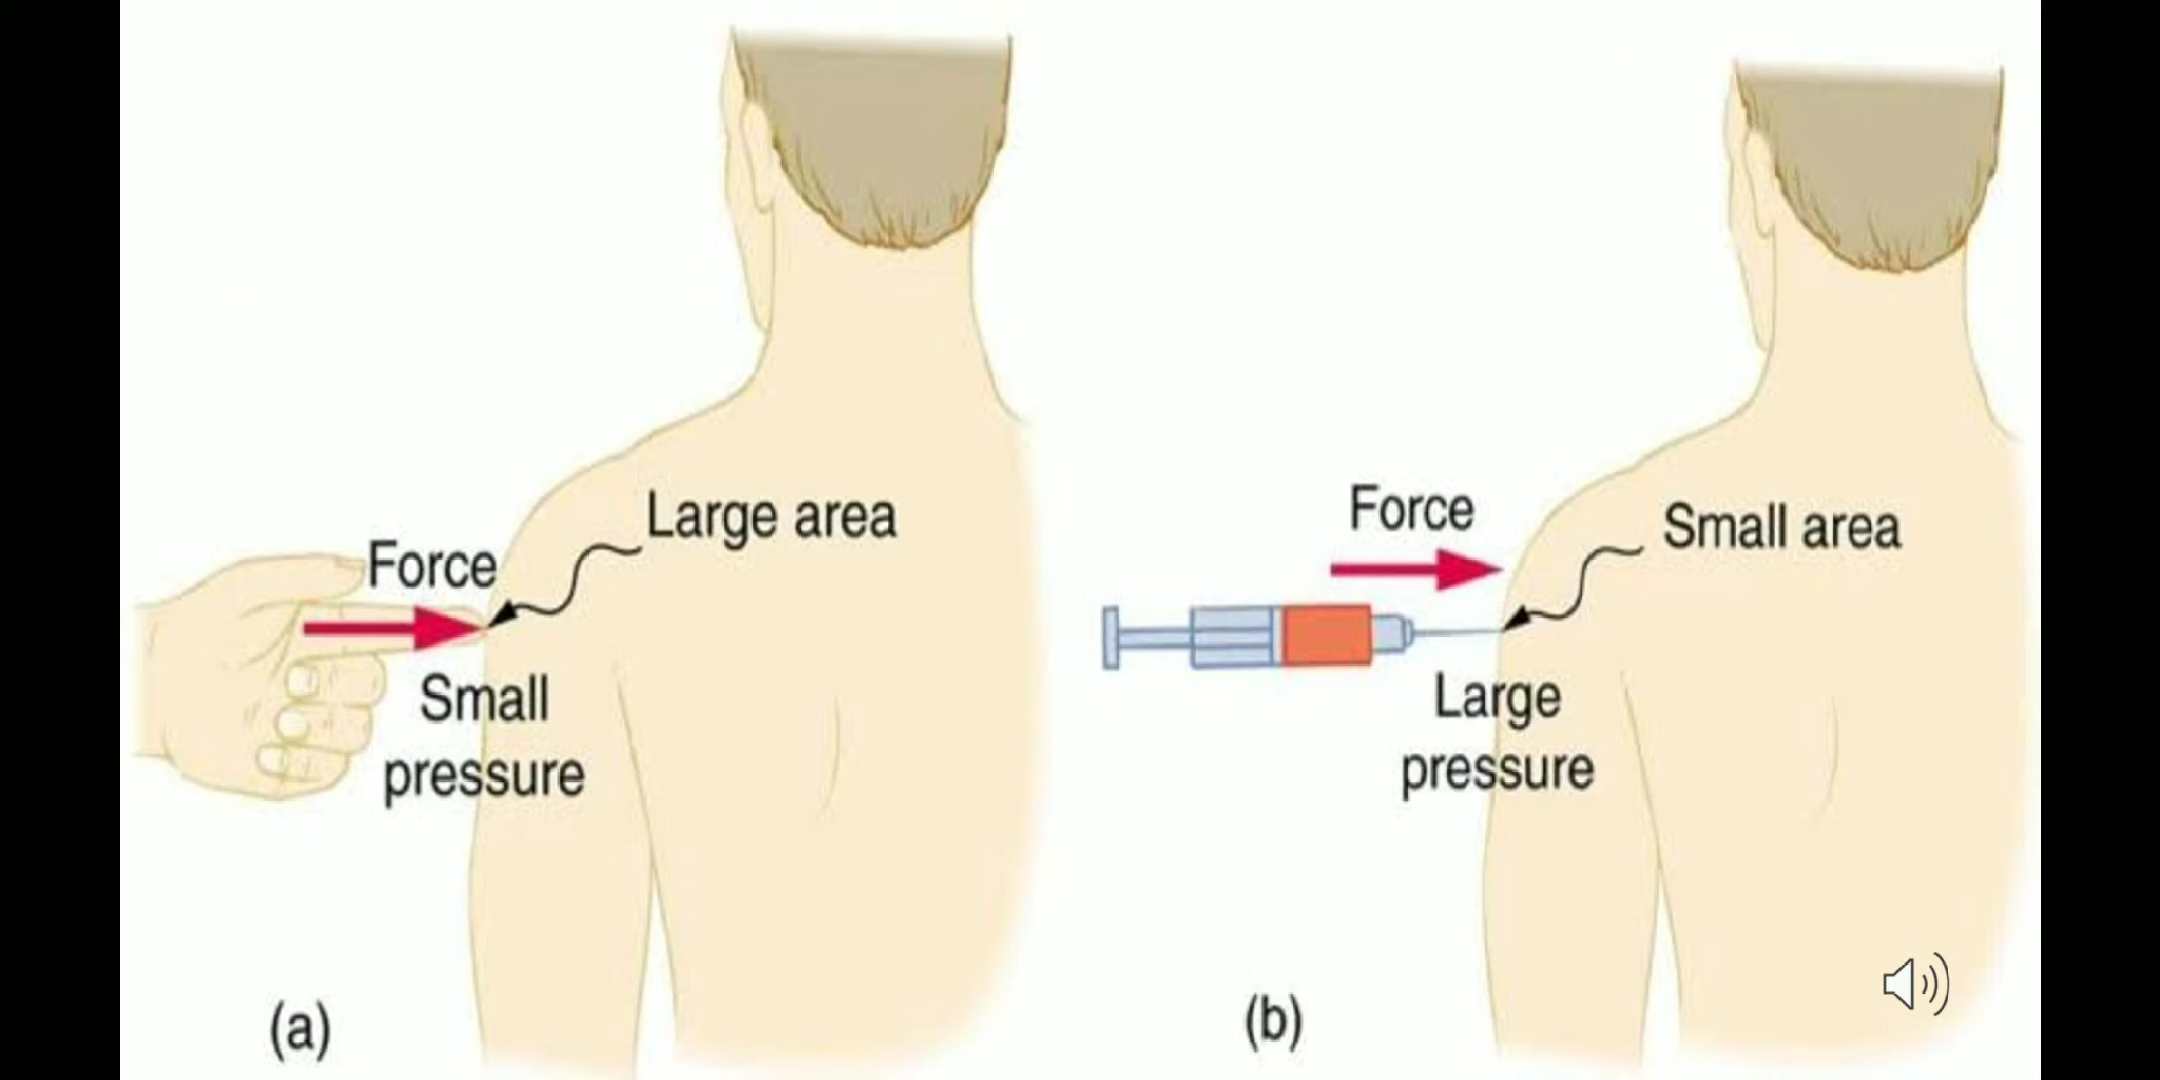 Large area
Force
Small
pressure
(a)
Force
Small area
Large
pressure
(b)